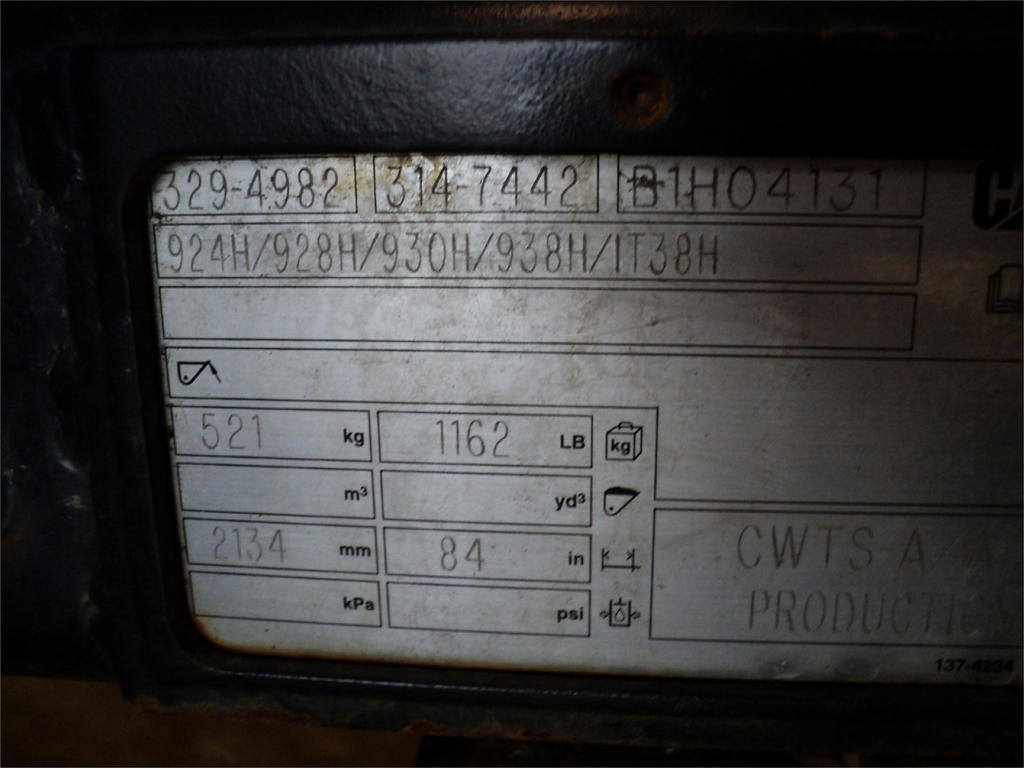 329-4982 314-7442 B1H04131
924H/928H/930H/938H/IT38H
521 kg 1162 LB kg
m³ yd³
2134 mm 84 in
kPa psi
CWTS-A
PRODUCTI
137-4234